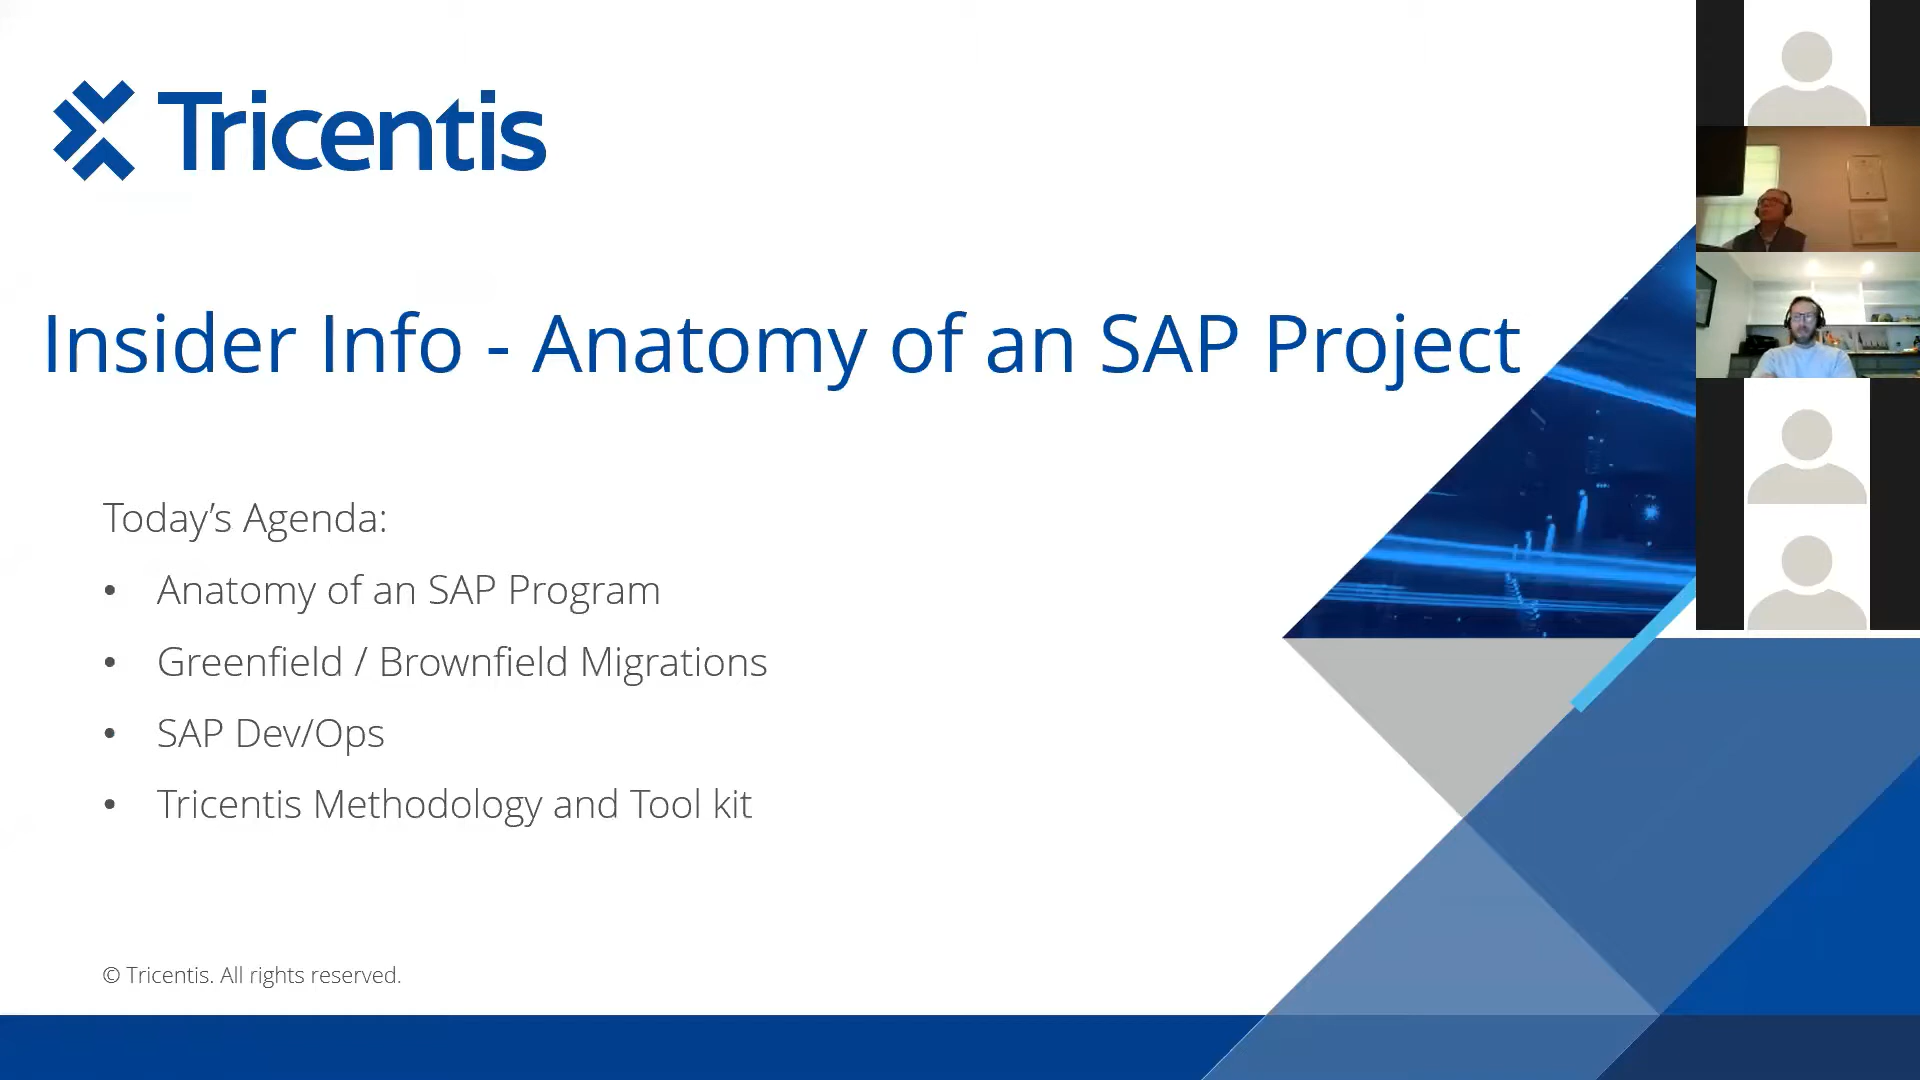 Tricentis
Insider Info - Anatomy of an SAP Project
Today’s Agenda:
• Anatomy of an SAP Program
• Greenfield / Brownfield Migrations
• SAP Dev/Ops
• Tricentis Methodology and Tool kit
© Tricentis. All rights reserved.